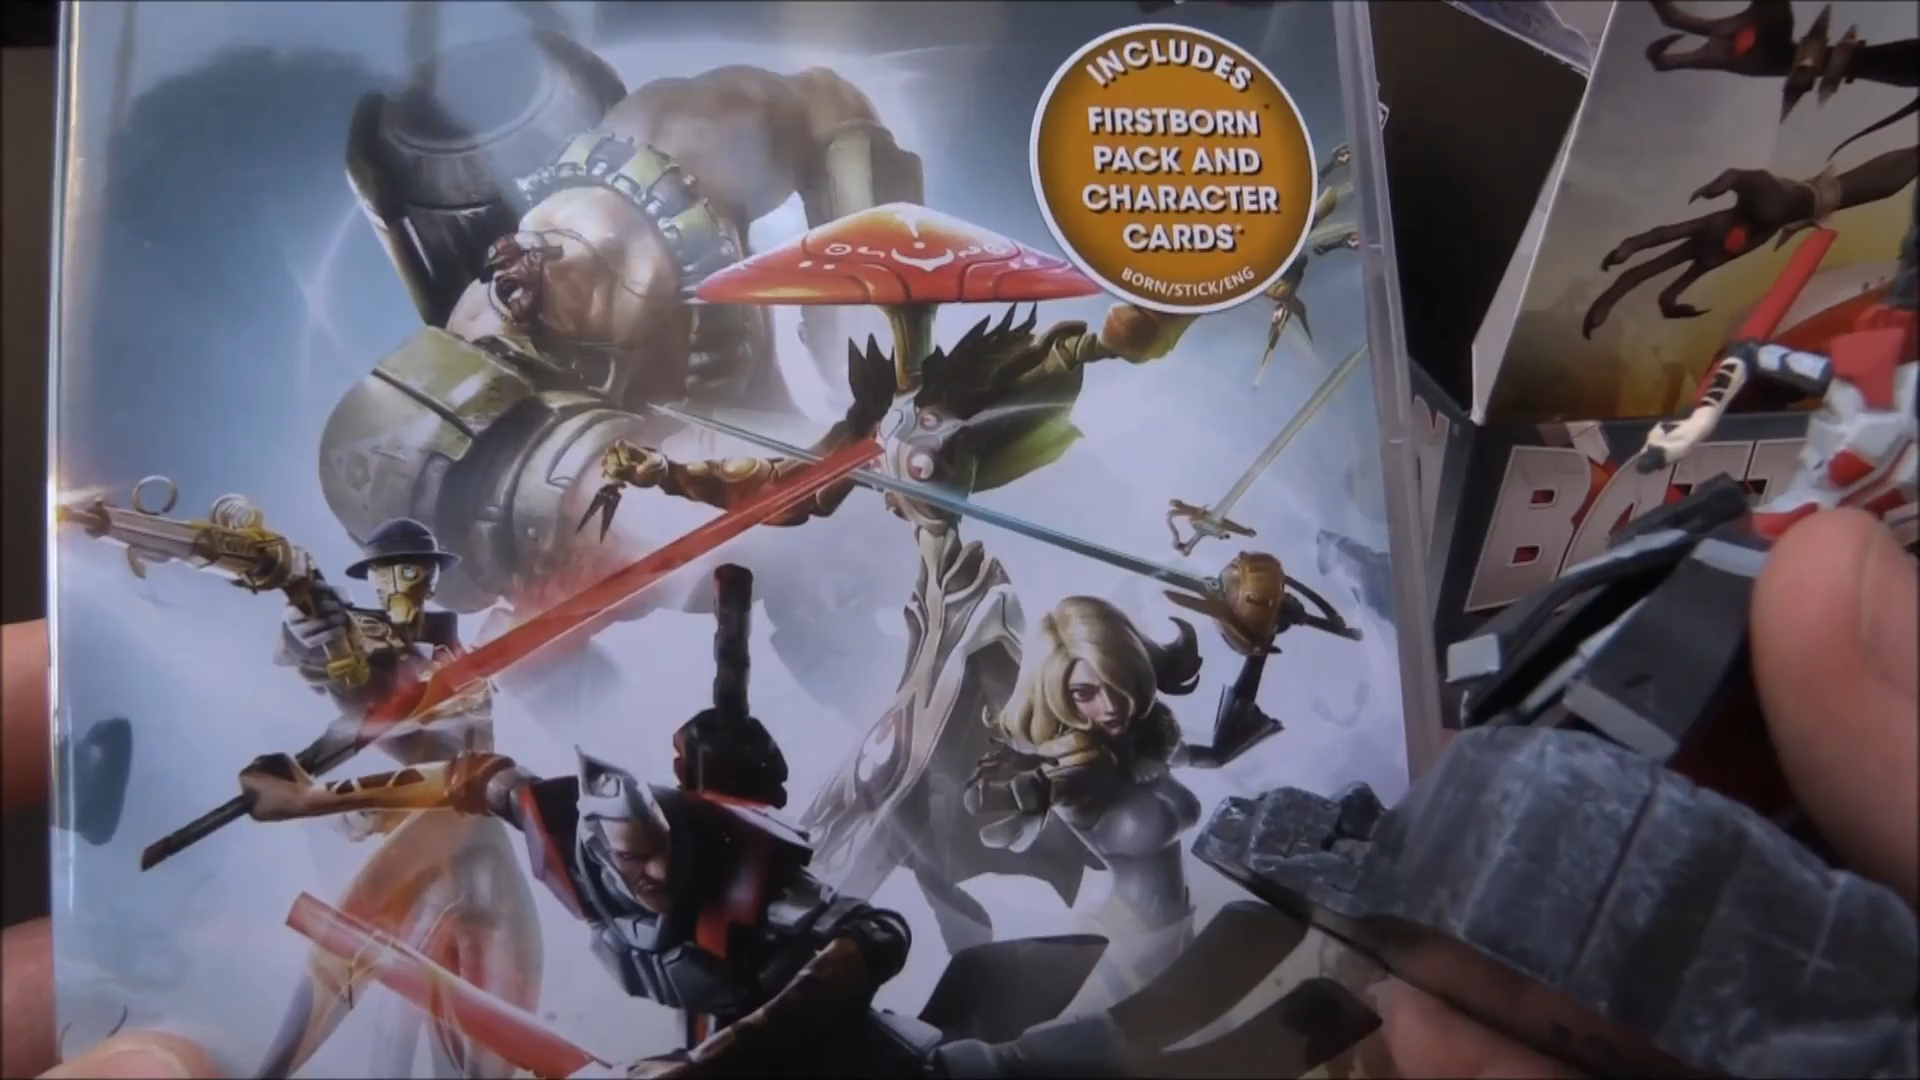 INCLUDES
FIRSTBORN
PACK AND
CHARACTER
CARDS*
BORN/STICK/ENG